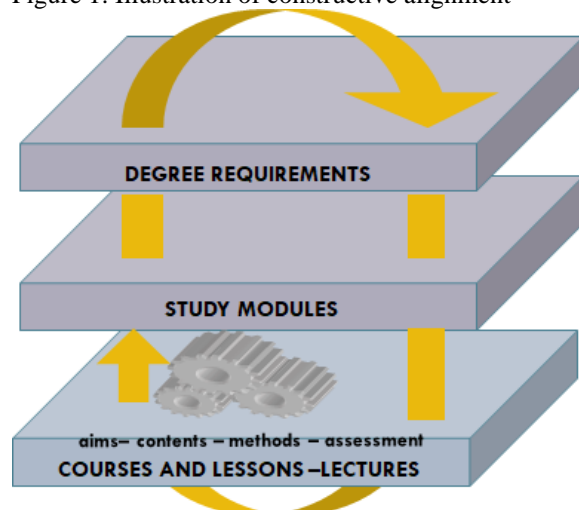 Figure 1. Illustration of constructive alignment
DEGREE REQUIREMENTS
STUDY MODULES
aims– contents – methods – assessment
COURSES AND LESSONS –LECTURES